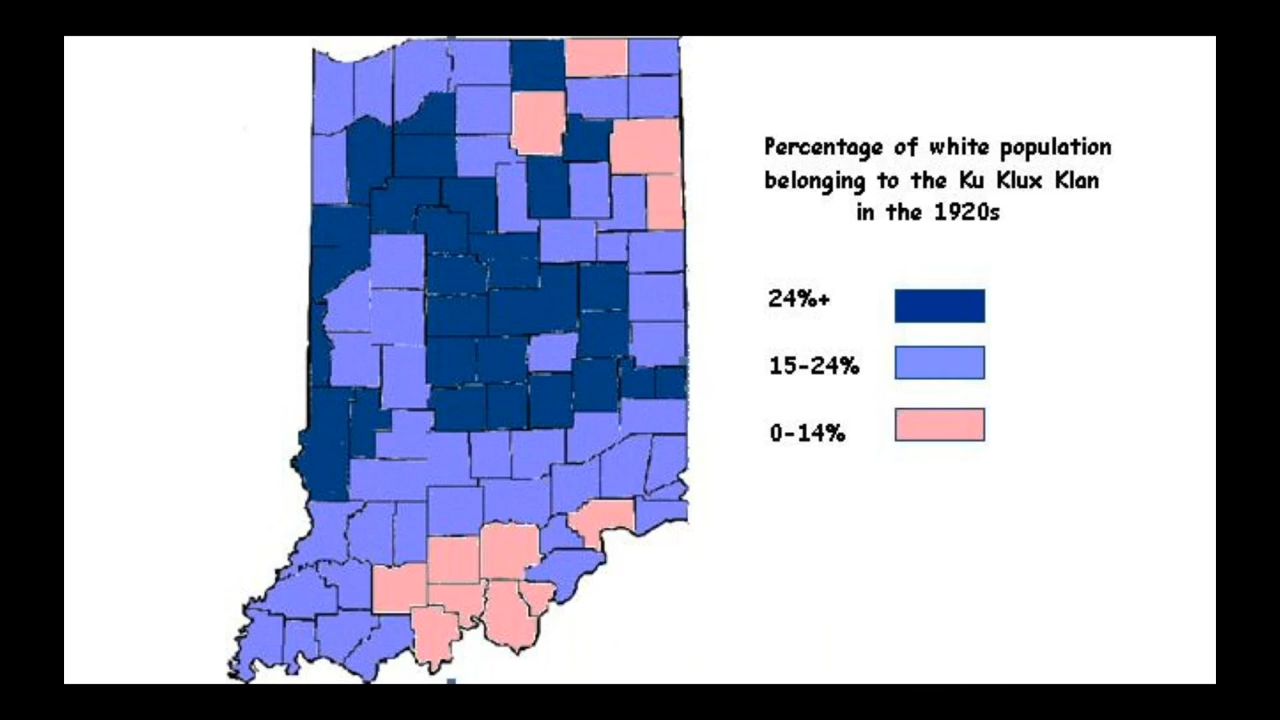 Percentage of white population
belonging to the Ku Klux Klan
in the 1920s
24%+
15-24%
0-14%